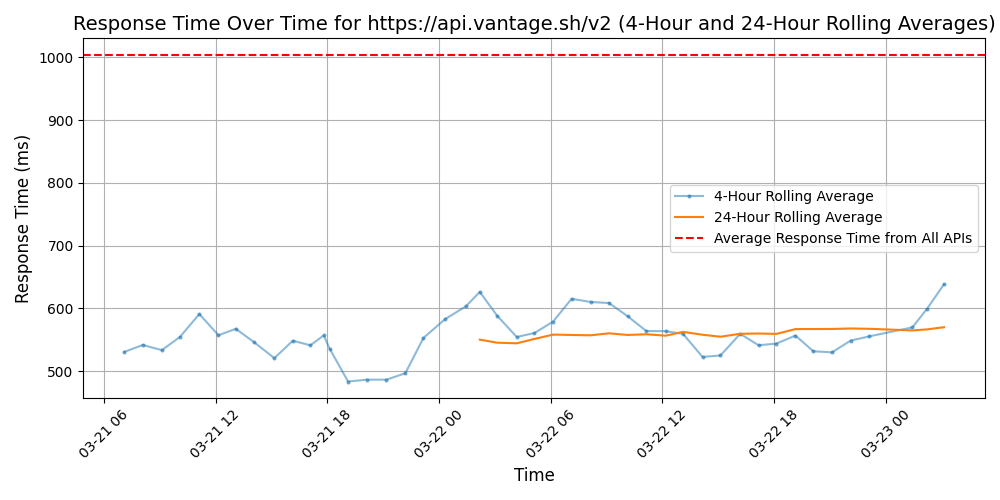 Response Time Over Time for https://api.vantage.sh/v2 (4-Hour and 24-Hour Rolling Averages)
Response Time (ms)
1000
900
800
700
600
500
4-Hour Rolling Average
24-Hour Rolling Average
Average Response Time from All APIs
03-21 06
03-21 12
03-21 18
03-22 00
03-22 06
03-22 12
03-22 18
03-23 00
Time